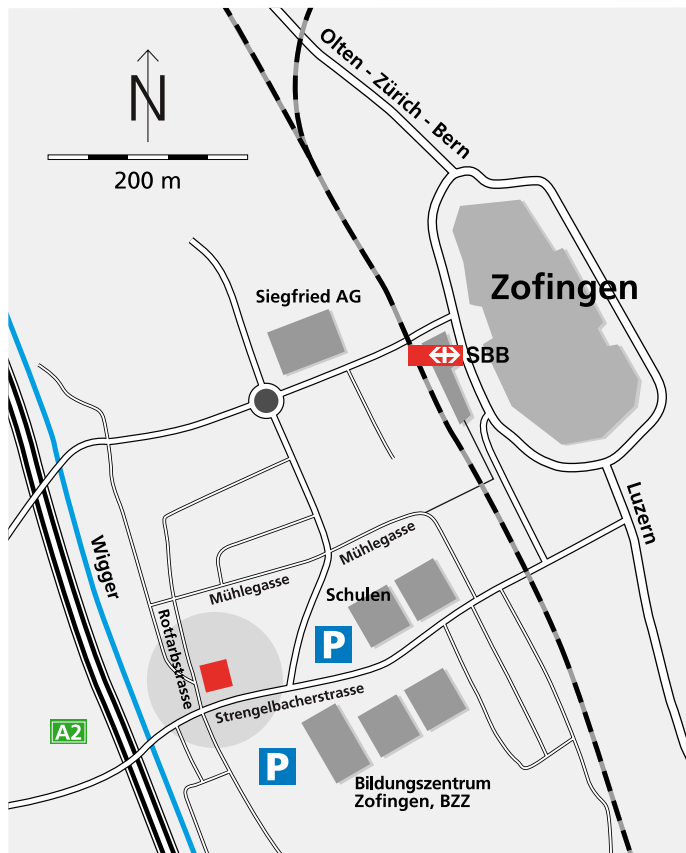 Olten - Zürich - Bern
N
200 m
Zofingen
Siegfried AG
SBB
Luzern
Mühlegasse
Wigger
Schulen
Mühlegasse
Rotfarbstrasse
P
Strengelbacherstrasse
A2
P
Bildungszentrum
Zofingen, BZZ